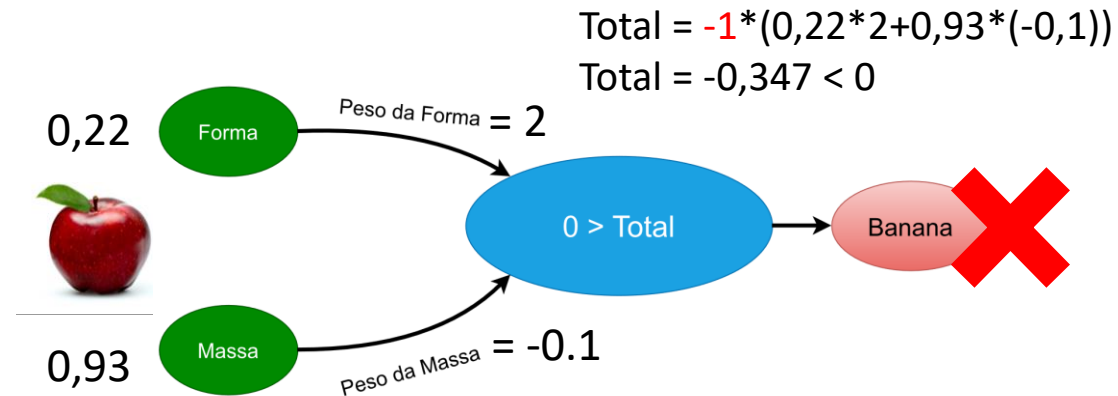 Total = -1*(0,22*2+0,93*(-0,1))
Total = -0,347 < 0
0,22
Forma
Peso da Forma = 2
0 > Total
Banana
0,93
Massa
Peso da Massa = -0.1